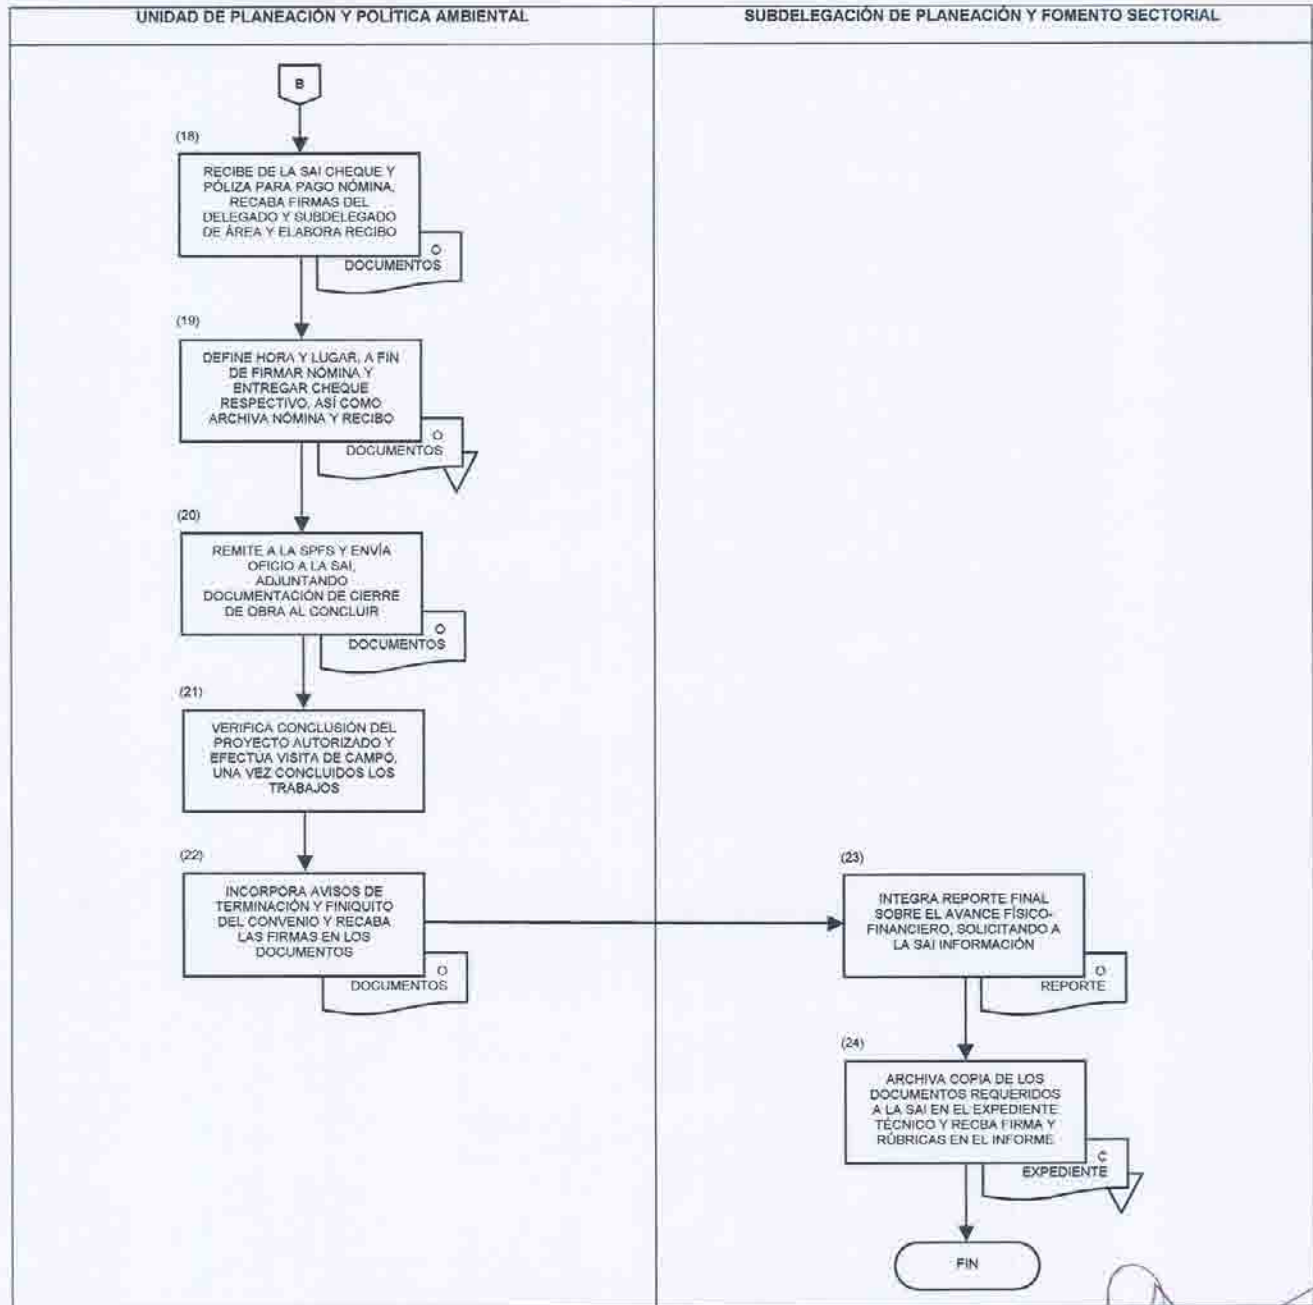 UNIDAD DE PLANEACIÓN Y POLÍTICA AMBIENTAL
SUBDELEGACIÓN DE PLANEACIÓN Y FOMENTO SECTORIAL
B
(18)
RECIBE DE LA SAI CHEQUE Y
PÓLIZA PARA PAGO NÓMINA,
RECABA FIRMAS DEL
DELEGADO Y SUBDELEGADO
DE ÁREA Y ELABORA RECIBO
O
DOCUMENTOS
(19)
DEFINE HORA Y LUGAR, A FIN
DE FIRMAR NÓMINA Y
ENTREGAR CHEQUE
RESPECTIVO, ASÍ COMO
ARCHIVA NÓMINA Y RECIBO
O
DOCUMENTOS
(20)
REMITE A LA SPFS Y ENVÍA
OFICIO A LA SAI,
ADJUNTANDO
DOCUMENTACIÓN DE CIERRE
DE OBRA AL CONCLUIR
O
DOCUMENTOS
(21)
VERIFICA CONCLUSIÓN DEL
PROYECTO AUTORIZADO Y
EFECTÚA VISITA DE CAMPO,
UNA VEZ CONCLUIDOS LOS
TRABAJOS
(22)
INCORPORA AVISOS DE
TERMINACIÓN Y FINIQUITO
DEL CONVENIO Y RECABA
LAS FIRMAS EN LOS
DOCUMENTOS
O
DOCUMENTOS
(23)
INTEGRA REPORTE FINAL
SOBRE EL AVANCE FÍSICO-
FINANCIERO, SOLICITANDO A
LA SAI INFORMACIÓN
O
REPORTE
(24)
ARCHIVA COPIA DE LOS
DOCUMENTOS REQUERIDOS
A LA SAI EN EL EXPEDIENTE
TÉCNICO Y RECBA FIRMA Y
RÚBRICAS EN EL INFORME
C
EXPEDIENTE
FIN